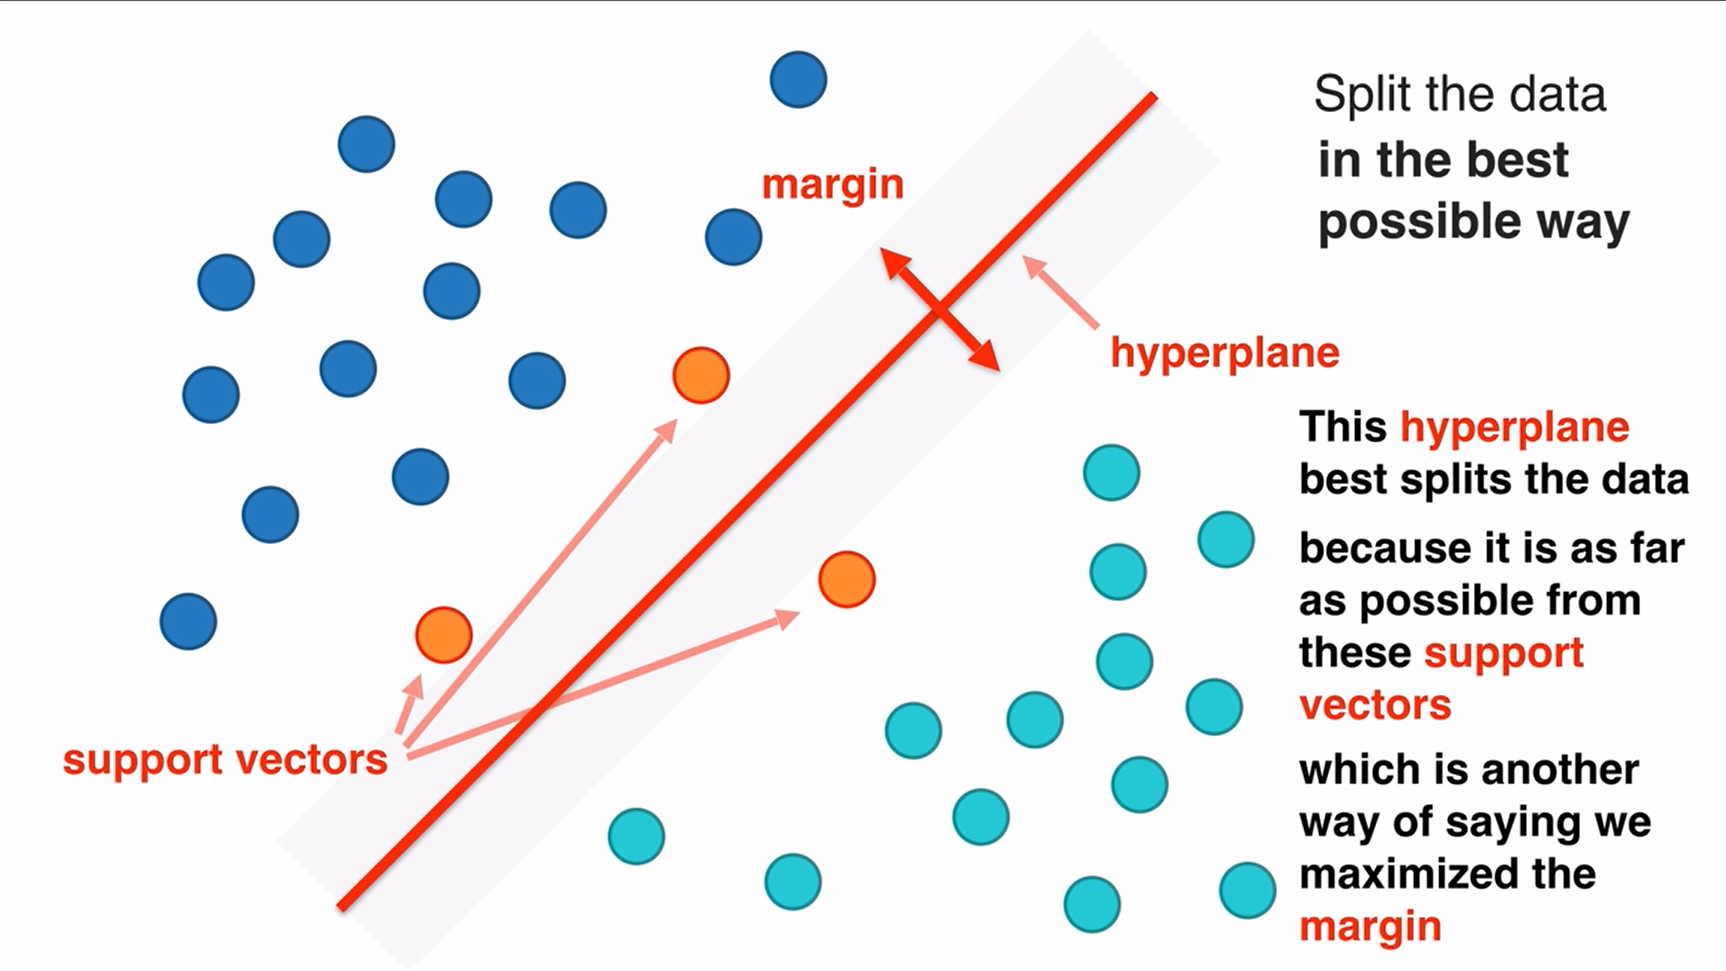 Split the data
in the best
possible way
margin
hyperplane
support vectors
This hyperplane
best splits the data
because it is as far
as possible from
these support
vectors
which is another
way of saying we
maximized the
margin